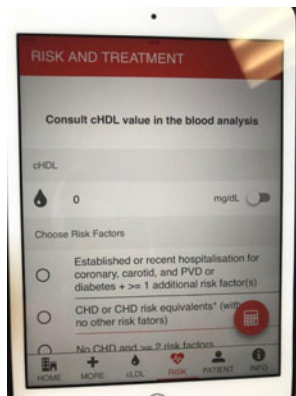 RISK AND TREATMENT
Consult cHDL value in the blood analysis
cHDL
0 mg/dL
Choose Risk Factors
Established or recent hospitalisation for
coronary, carotid, and PVD or
diabetes + >= 1 additional risk factor(s)
CHD or CHD risk equivalents* (with
no other risk fators)
No CHD and >= 2 risk factors
HOME MORE cLDL RISK PATIENT INFO